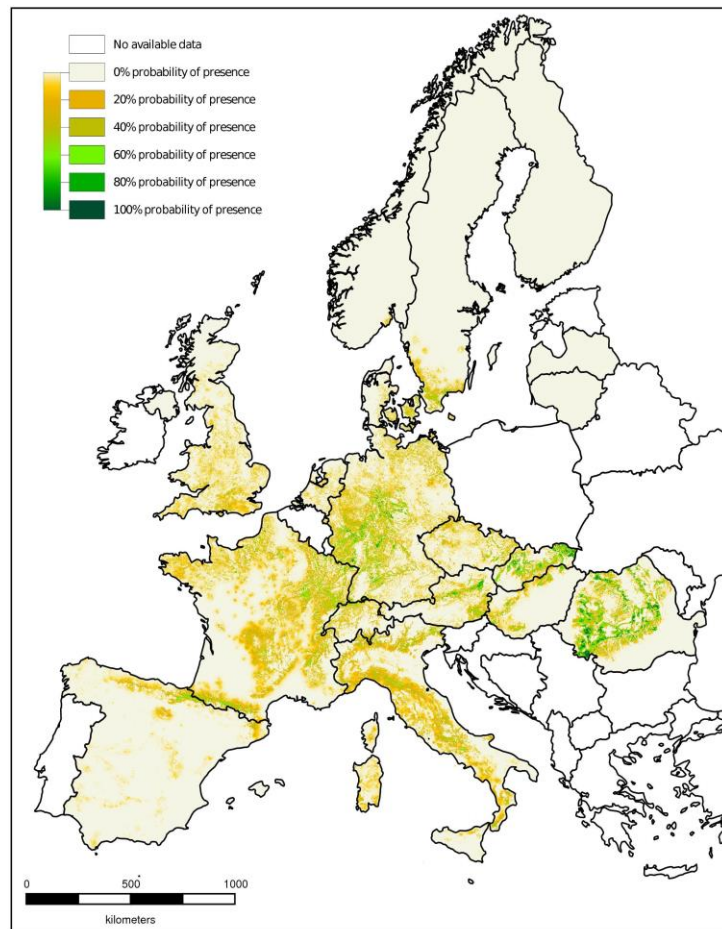 No available data
0% probability of presence
20% probability of presence
40% probability of presence
60% probability of presence
80% probability of presence
100% probability of presence
0 500 1000
kilometers